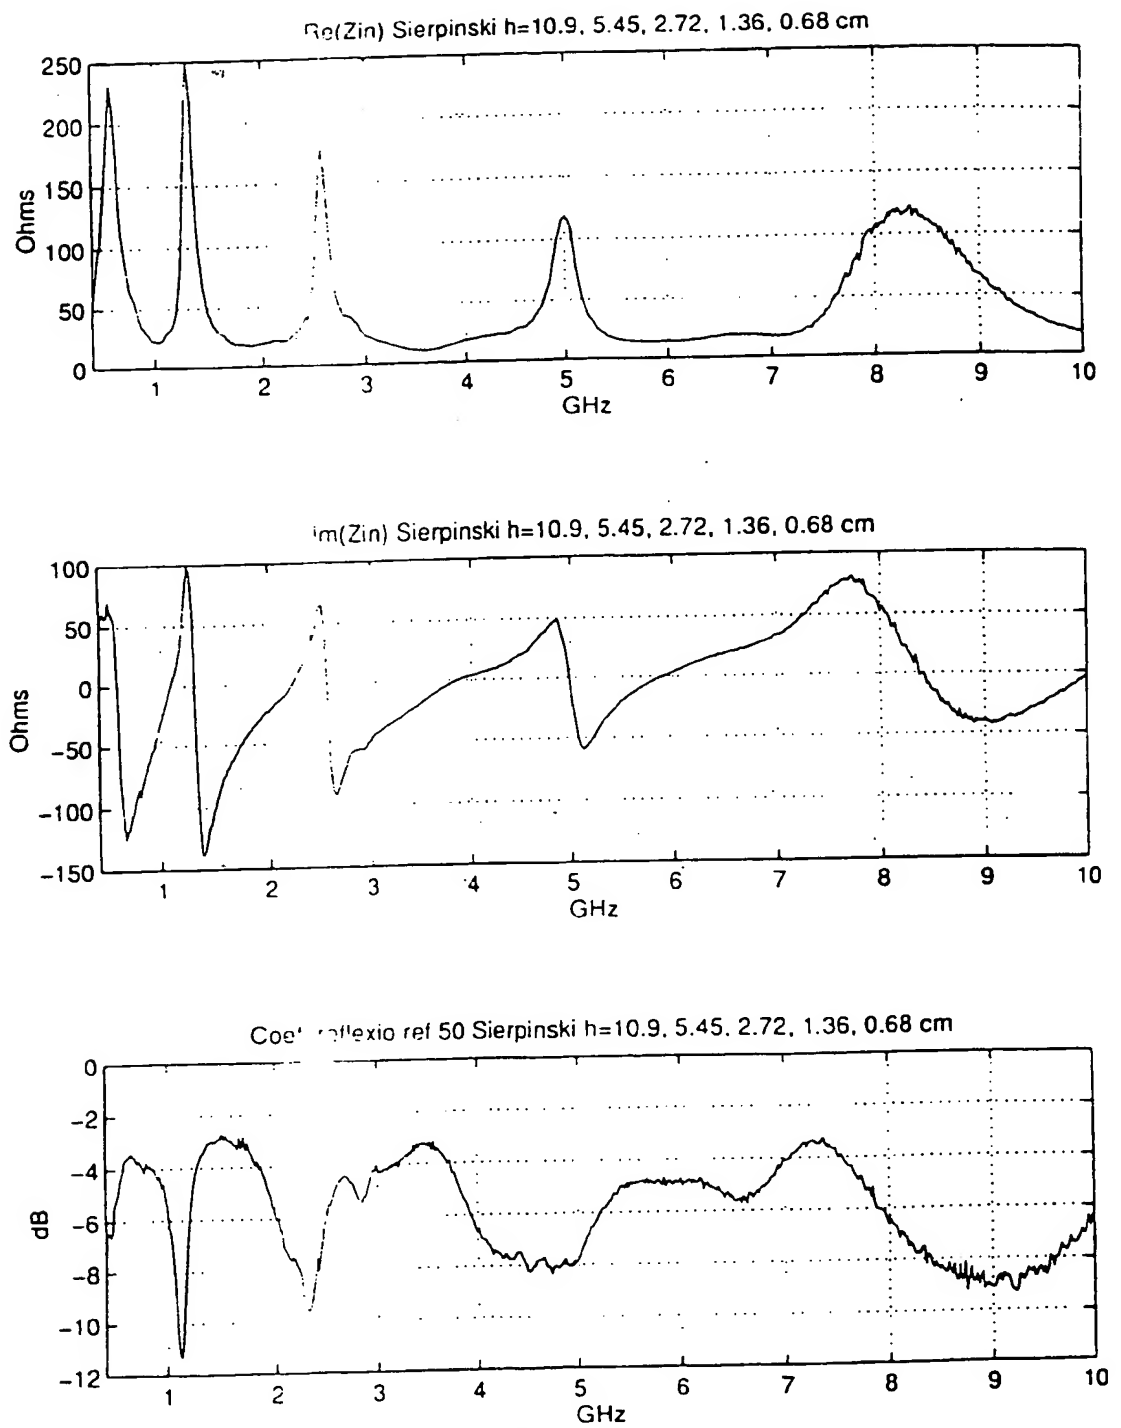 Re(Zin) Sierpinski h=10.9, 5.45, 2.72, 1.36, 0.68 cm
250
200
150
100
50
0
Ohms
1 2 3 4 5 6 7 8 9 10
GHz
Im(Zin) Sierpinski h=10.9, 5.45, 2.72, 1.36, 0.68 cm
100
50
0
−50
−100
−150
Ohms
1 2 3 4 5 6 7 8 9 10
GHz
reflexio ref 50 Sierpinski h=10.9, 5.45, 2.72, 1.36, 0.68 cm
0
−2
−4
−6
−8
−10
−12
dB
1 2 3 4 5 6 7 8 9 10
GHz